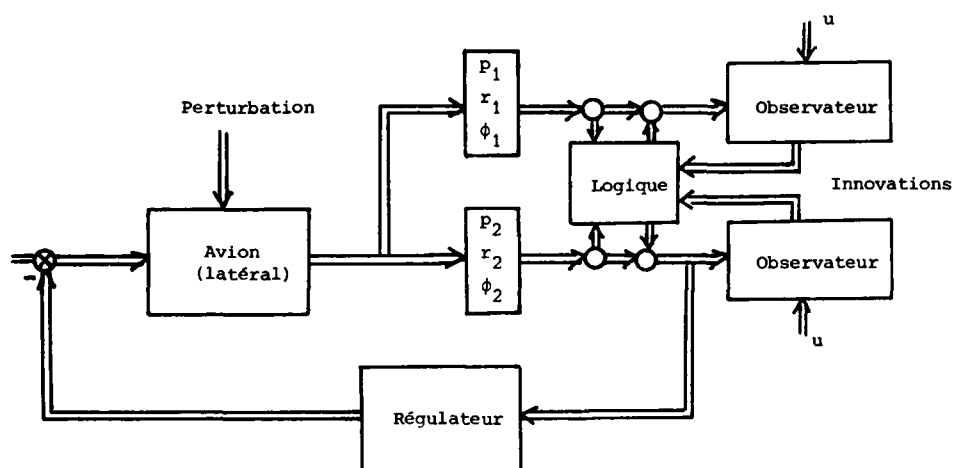 u
p₁
r₁
ϕ₁
Perturbation
Observateur
Logique
Innovations
Avion
(latéral)
p₂
r₂
ϕ₂
Observateur
-
u
Régulateur